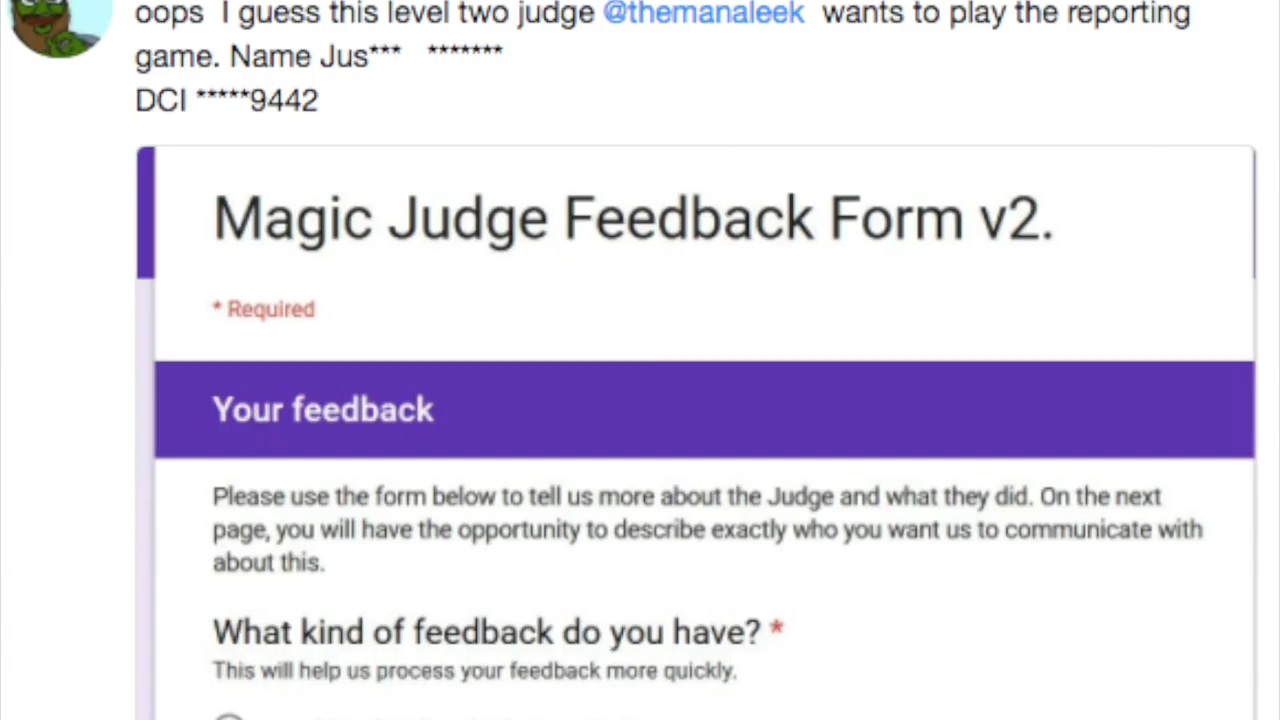 oops I guess this level two judge @themanaleek wants to play the reporting
game. Name Jus*** *******
DCI *****9442
Magic Judge Feedback Form v2.
* Required
Your feedback
Please use the form below to tell us more about the Judge and what they did. On the next
page, you will have the opportunity to describe exactly who you want us to communicate with
about this.
What kind of feedback do you have? *
This will help us process your feedback more quickly.